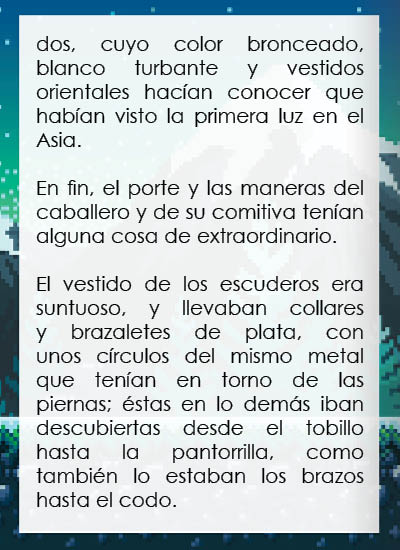 dos, cuyo color bronceado,
blanco turbante y vestidos
orientales hacían conocer que
habían visto la primera luz en el
Asia.
En fin, el porte y las maneras del
caballero y de su comitiva tenían
alguna cosa de extraordinario.
El vestido de los escuderos era
suntuoso, y llevaban collares
y brazaletes de plata, con
unos círculos del mismo metal
que tenían en torno de las
piernas; éstas en lo demás iban
descubiertas desde el tobillo
hasta la pantorrilla, como
también lo estaban los brazos
hasta el codo.